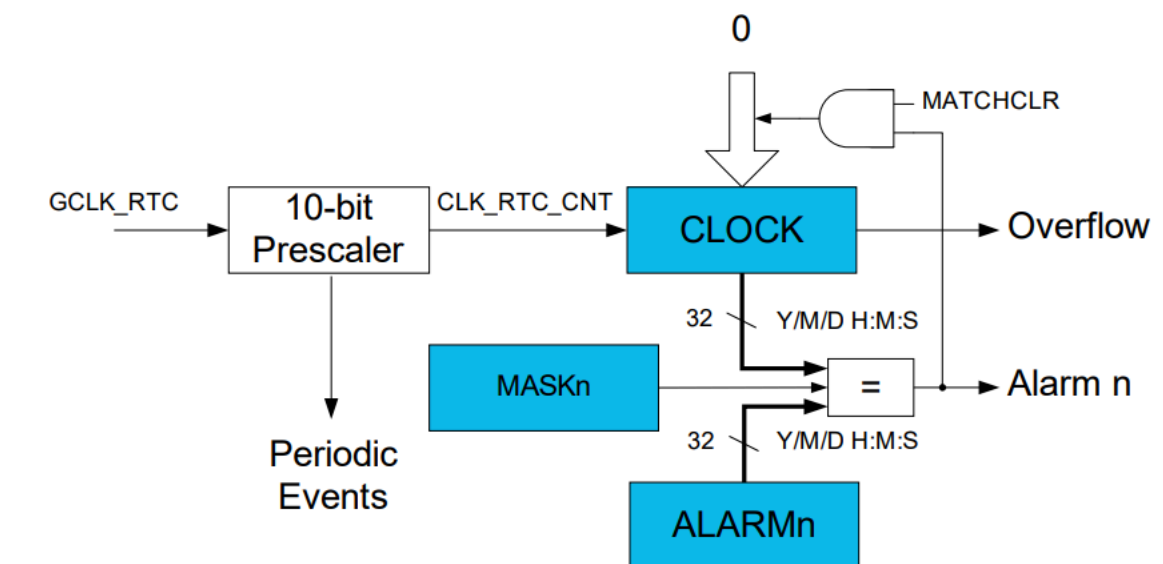 0
MATCHCLR
GCLK_RTC
10-bit
Prescaler
CLK_RTC_CNT
CLOCK
Overflow
32
Y/M/D H:M:S
MASKn
=
Alarm n
32
Y/M/D H:M:S
Periodic
Events
ALARMn